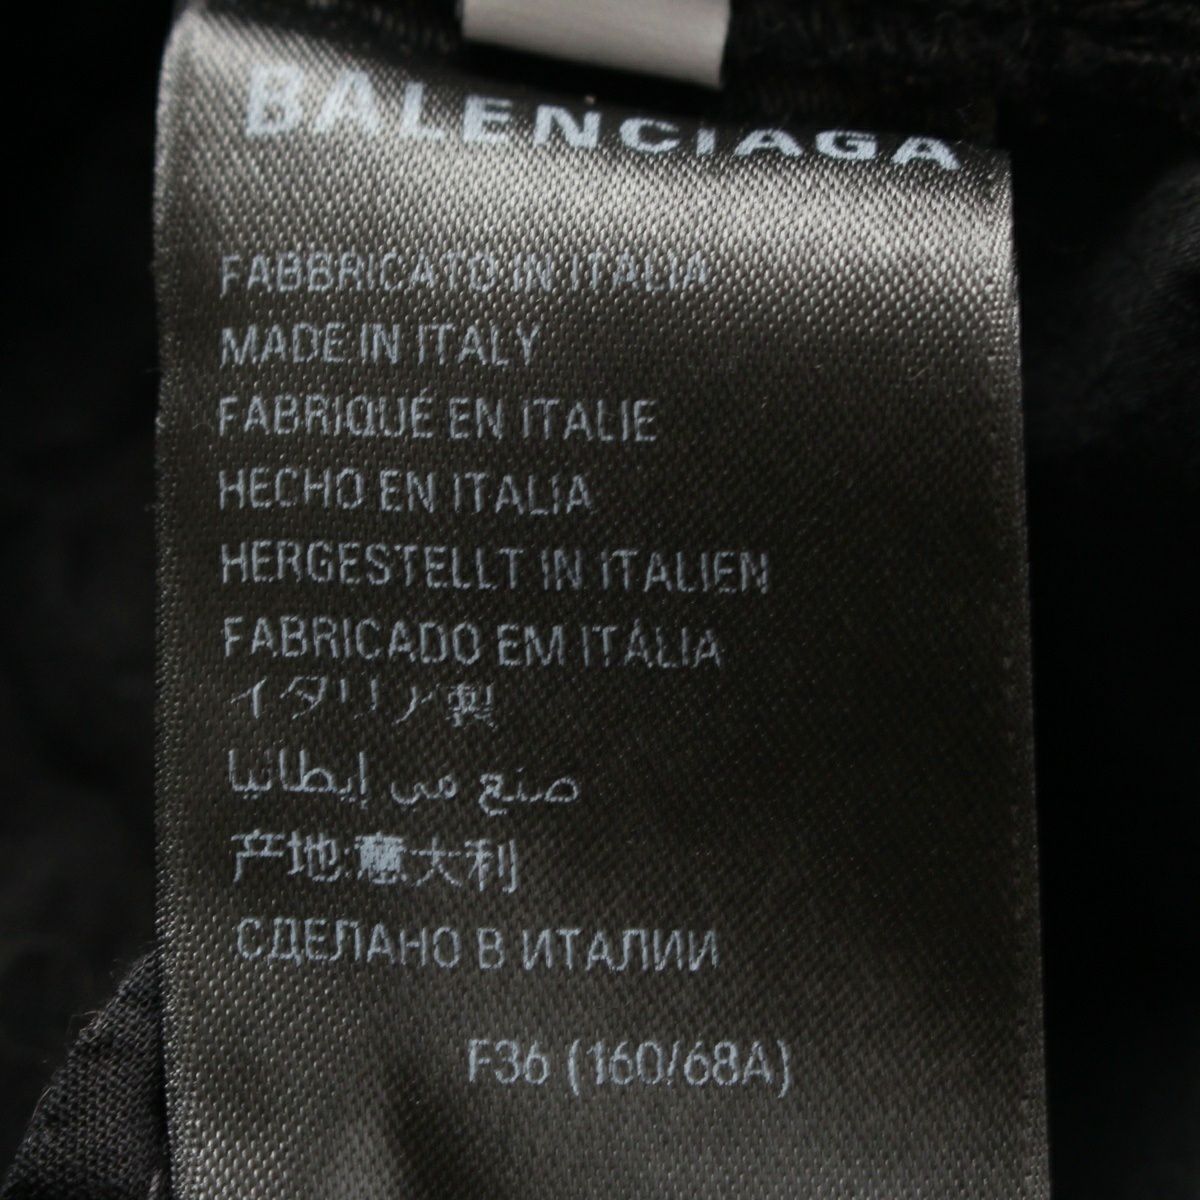 BALENCIAGA
FABBRICATO IN ITALIA
MADE IN ITALY
FABRIQUÉ EN ITALIE
HECHO EN ITALIA
HERGESTELLT IN ITALIEN
FABRICADO EM ITÁLIA
イタリア製
صنع في إيطانيا
产地:意大利
СДЕЛАНО В ИТАЛИИ
F36 (160/68A)